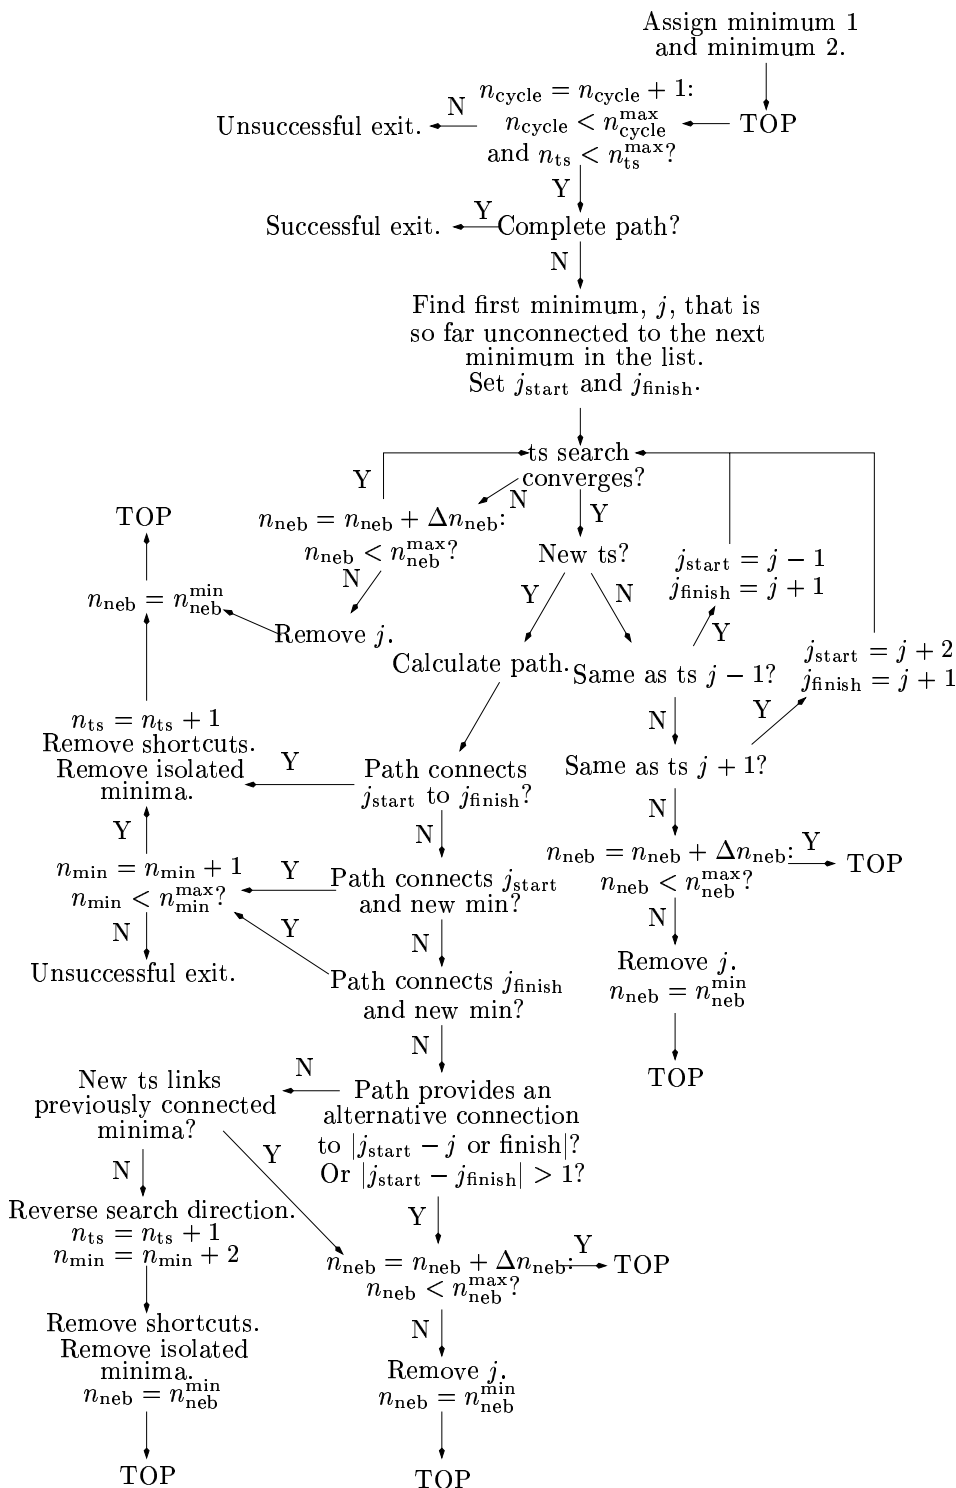 Assign minimum 1
and minimum 2.
TOP
n_cycle = n_cycle + 1:
n_cycle < n_cycle^max
and n_ts < n_ts^max?
N
Unsuccessful exit.
Y
Complete path?
Y
Successful exit.
N
Find first minimum, j, that is
so far unconnected to the next
minimum in the list.
Set j_start and j_finish.
ts search
converges?
Y
N
Y
n_neb = n_neb + Δn_neb:
n_neb < n_neb^max?
TOP
New ts?
j_start = j − 1
j_finish = j + 1
N
Y
N
n_neb = n_neb^min
Remove j.
Y
Calculate path.
Same as ts j − 1?
j_start = j + 2
j_finish = j + 1
N
Y
n_ts = n_ts + 1
Remove shortcuts.
Remove isolated
minima.
Y
Path connects
j_start to j_finish?
Same as ts j + 1?
Y
N
N
n_min = n_min + 1
n_min < n_min^max?
Y
Path connects j_start
and new min?
n_neb = n_neb + Δn_neb:
n_neb < n_neb^max?
Y
TOP
N
Y
N
N
Unsuccessful exit.
Path connects j_finish
and new min?
Remove j.
n_neb = n_neb^min
N
TOP
New ts links
previously connected
minima?
N
Path provides an
alternative connection
to |j_start − j or finish|?
Or |j_start − j_finish| > 1?
N
Y
Y
Reverse search direction.
n_ts = n_ts + 1
n_min = n_min + 2
n_neb = n_neb + Δn_neb:
n_neb < n_neb^max?
Y
TOP
N
Remove shortcuts.
Remove isolated
minima.
n_neb = n_neb^min
Remove j.
n_neb = n_neb^min
TOP
TOP